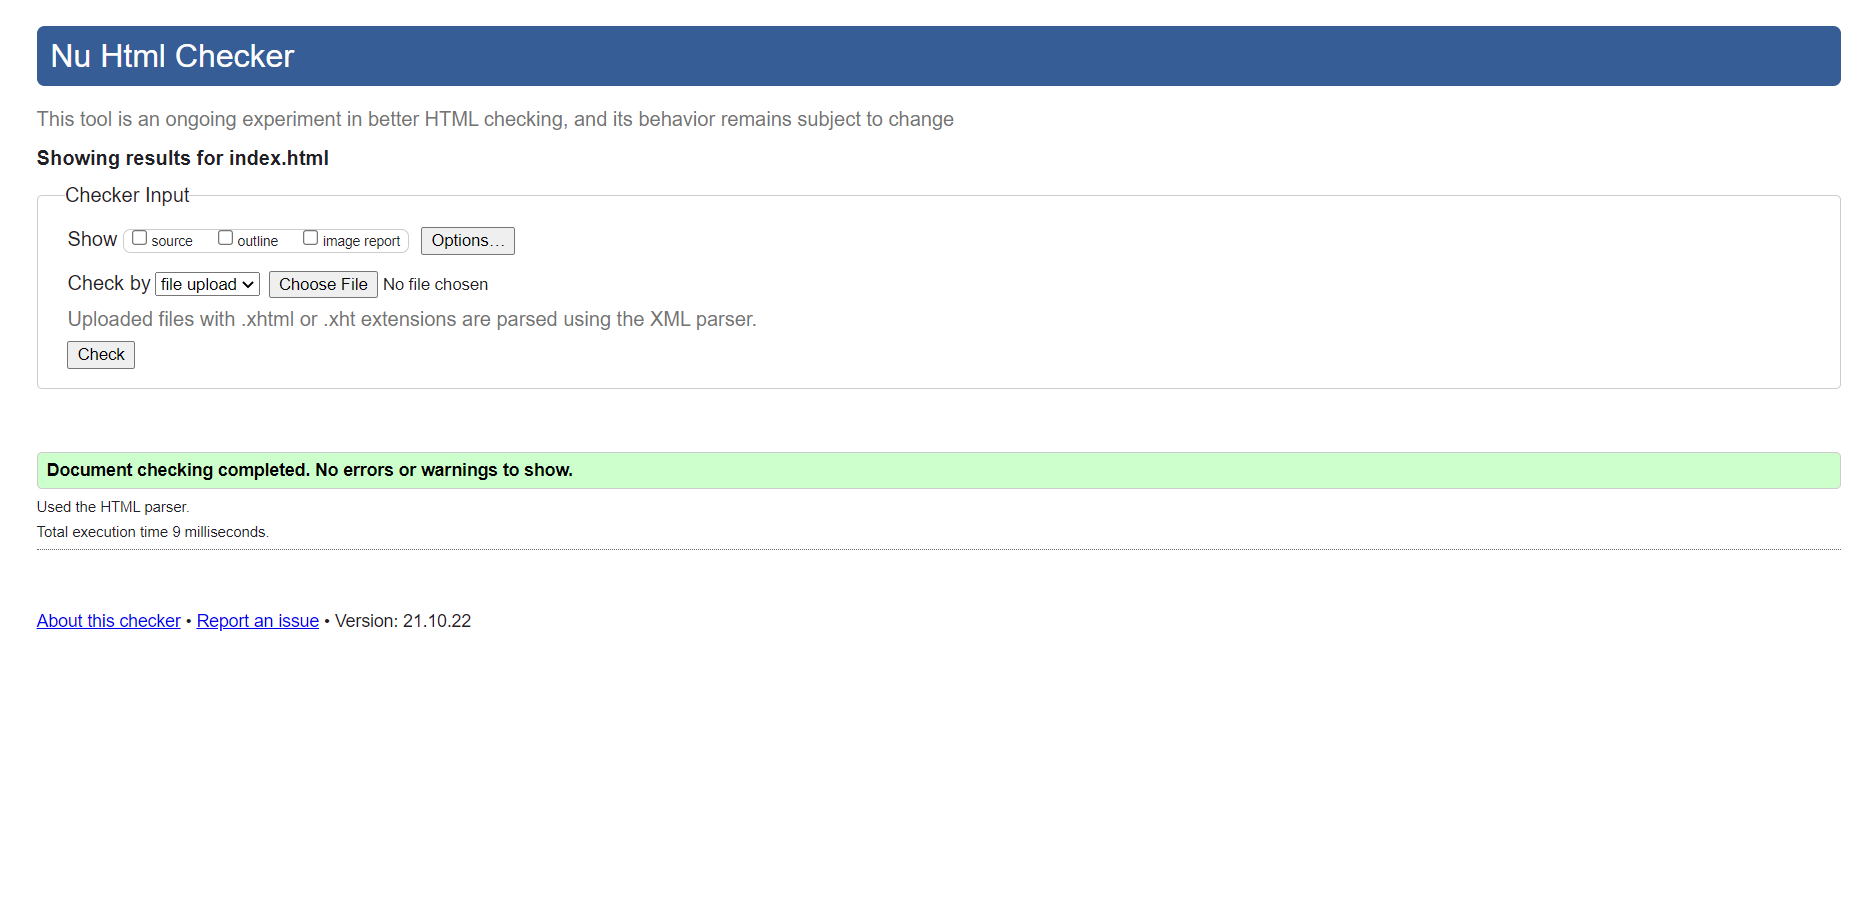 Nu Html Checker
This tool is an ongoing experiment in better HTML checking, and its behavior remains subject to change
Showing results for index.html
Checker Input
Show source outline image report Options...
Check by file upload Choose File No file chosen
Uploaded files with .xhtml or .xht extensions are parsed using the XML parser.
Check
Document checking completed. No errors or warnings to show.
Used the HTML parser.
Total execution time 9 milliseconds.
About this checker • Report an issue • Version: 21.10.22